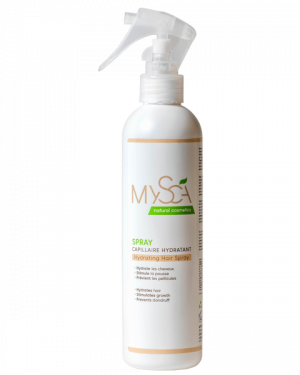 MYSCA
natural cosmetics
SPRAY
CAPILLAIRE HYDRATANT
Hydrating Hair Spray
Hydrate les cheveux
Stimule la pousse
Prévient les pellicules
Hydrates hair
Stimulates growth
Prevents dandruff